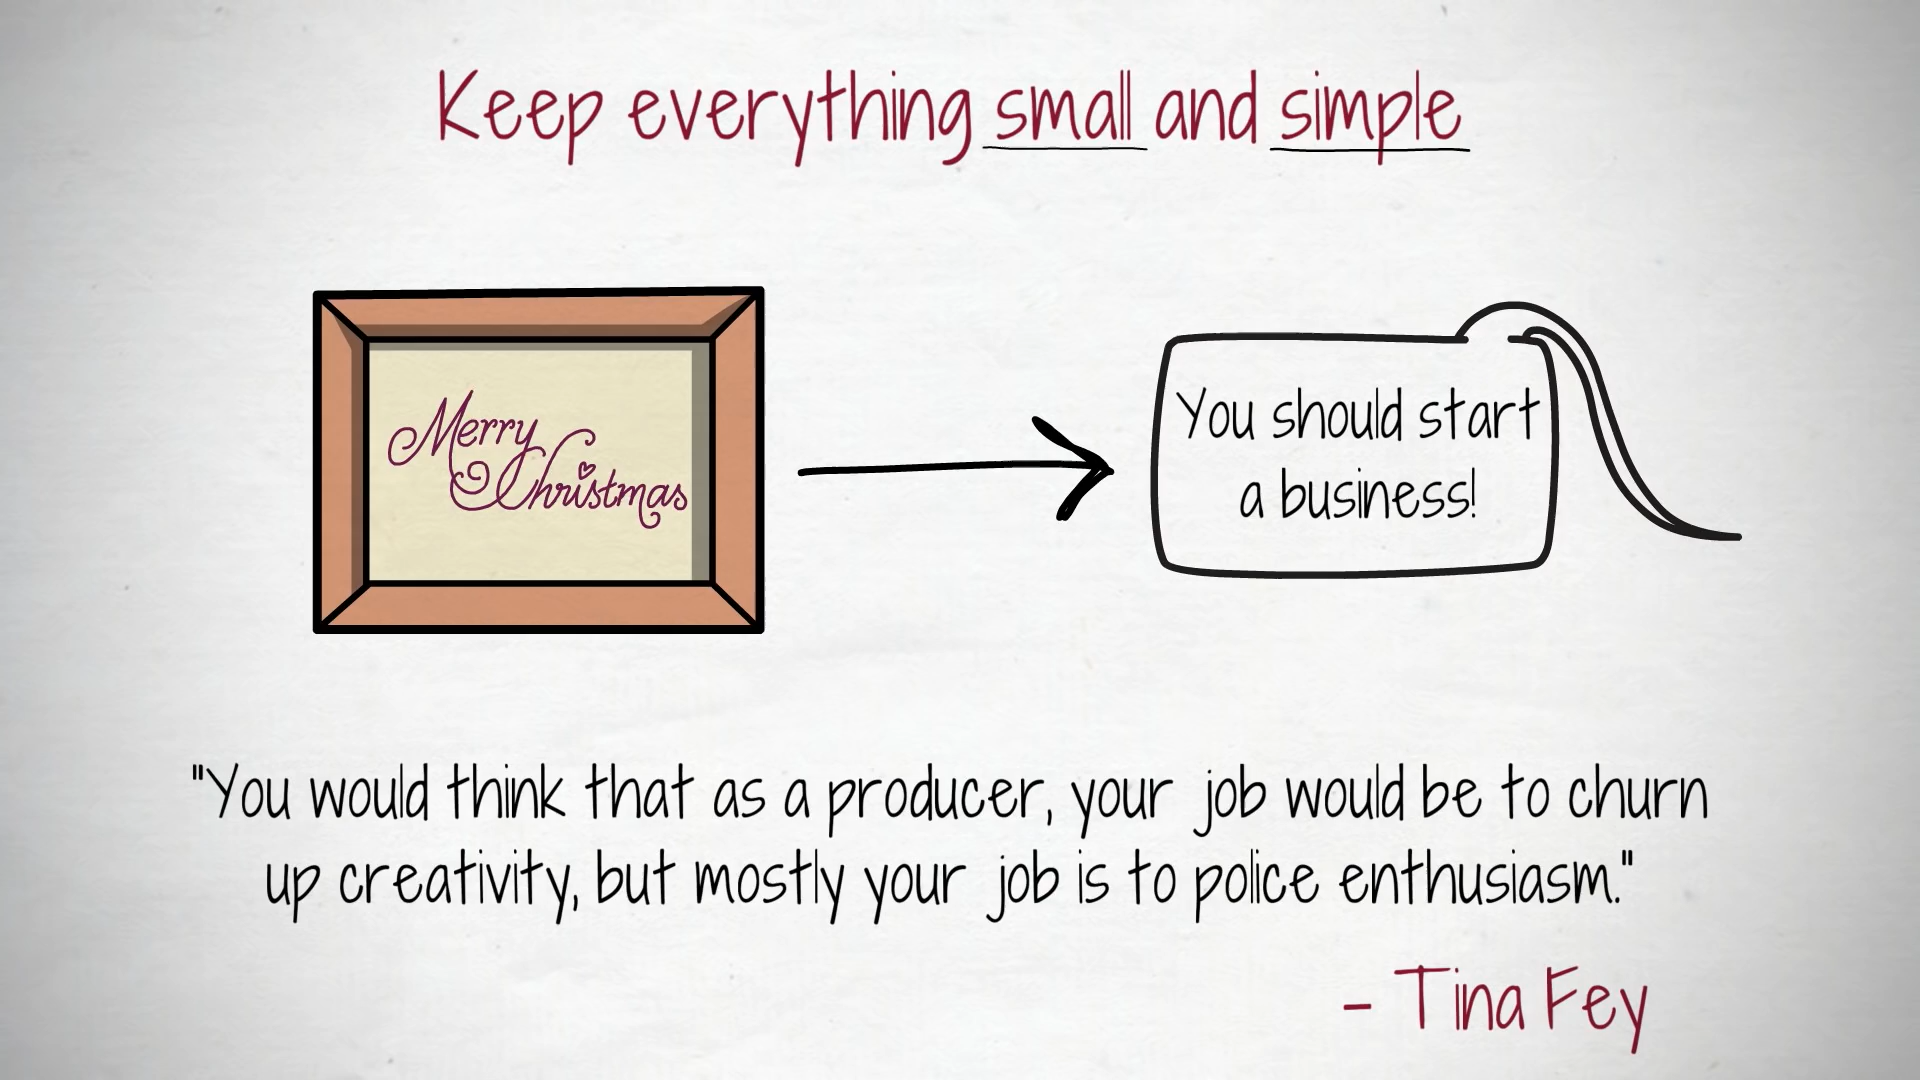 Keep everything small and simple
Merry
Christmas
You should start
a business!
"You would think that as a producer, your job would be to churn
up creativity, but mostly your job is to police enthusiasm."
- Tina Fey